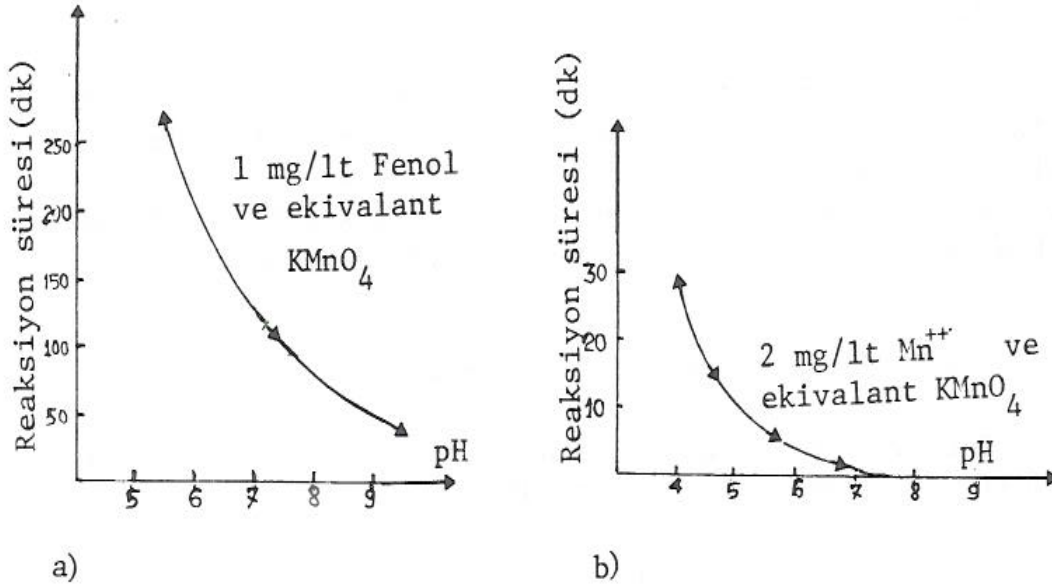 Reaksiyon süresi(dk)
250
200
150
100
50
5 6 7 8 9
pH
1 mg/lt Fenol
ve ekivalant
KMnO4
a)
Reaksiyon süresi (dk)
30
20
10
4 5 6 7 8 9
pH
2 mg/lt Mn++ ve
ekivalant KMnO4
b)